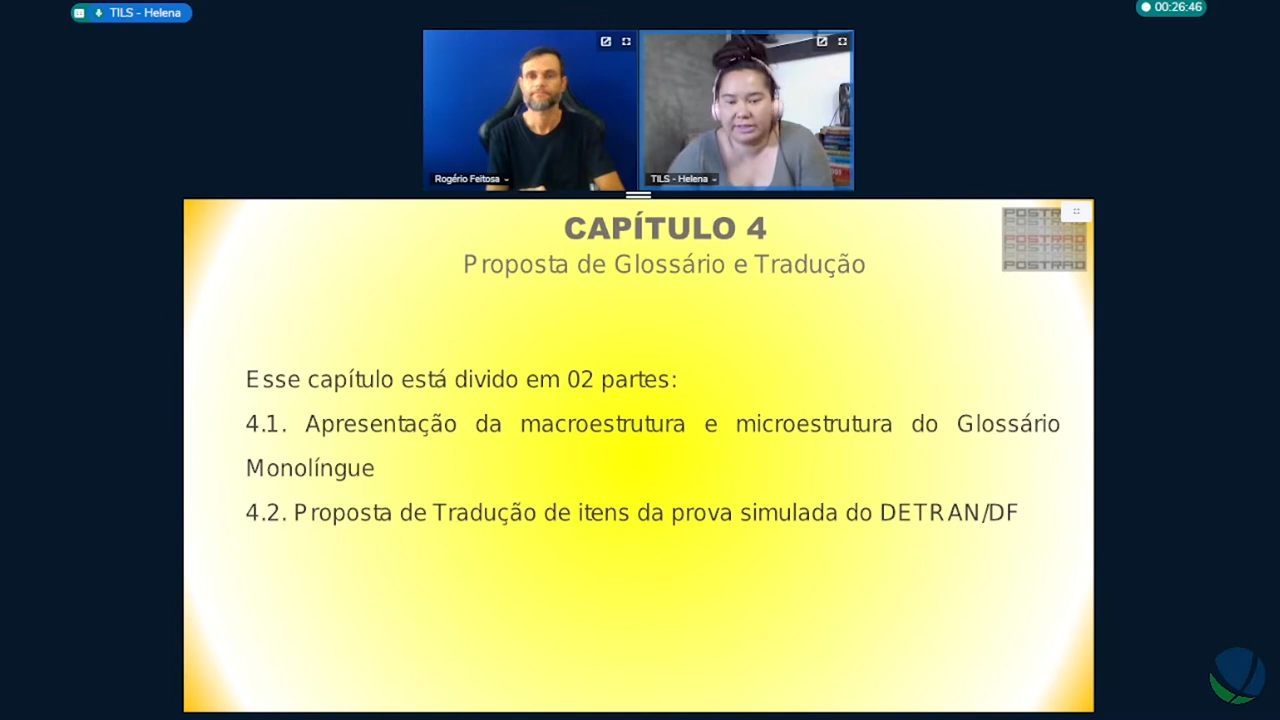 TILS - Helena
00:26:46
Rogério Feitosa
TILS - Helena
CAPÍTULO 4
Proposta de Glossário e Tradução
POSTRAD
POSTRAD
POSTRAD
Esse capítulo está divido em 02 partes:
4.1. Apresentação da macroestrutura e microestrutura do Glossário
Monolíngue
4.2. Proposta de Tradução de itens da prova simulada do DETRAN/DF